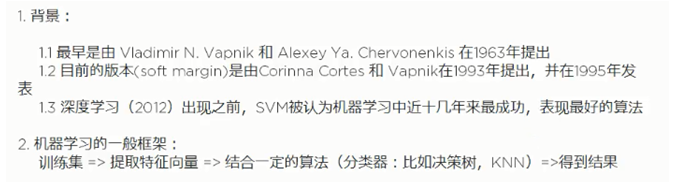 1. 背景：
1.1 最早是由 Vladimir N. Vapnik 和 Alexey Ya. Chervonenkis 在1963年提出
1.2 目前的版本(soft margin)是由Corinna Cortes 和 Vapnik在1993年提出，并在1995年发
表
1.3 深度学习（2012）出现之前，SVM被认为机器学习中近十几年来最成功，表现最好的算法
2. 机器学习的一般框架：
训练集 => 提取特征向量 => 结合一定的算法（分类器：比如决策树，KNN）=>得到结果